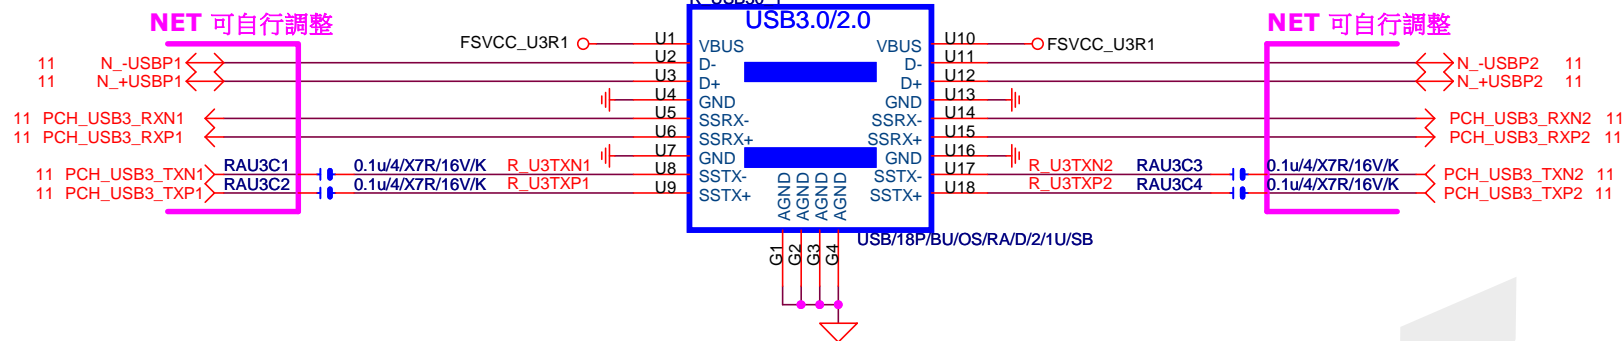 NET 可自行調整
NET 可自行調整
USB3.0/2.0
FSVCC_U3R1 U1 VBUS VBUS U10 FSVCC_U3R1
11 N_-USBP1 U2 D- D- U11 N_-USBP2 11
11 N_+USBP1 U3 D+ D+ U12 N_+USBP2 11
U4 GND GND U13
11 PCH_USB3_RXN1 U5 SSRX- SSRX- U14 PCH_USB3_RXN2 11
11 PCH_USB3_RXP1 U6 SSRX+ SSRX+ U15 PCH_USB3_RXP2 11
U7 GND GND U16
11 PCH_USB3_TXN1 RAU3C1 0.1u/4/X7R/16V/K R_U3TXN1 U8 SSTX- SSTX- U17 R_U3TXN2 RAU3C3 0.1u/4/X7R/16V/K PCH_USB3_TXN2 11
11 PCH_USB3_TXP1 RAU3C2 0.1u/4/X7R/16V/K R_U3TXP1 U9 SSTX+ SSTX+ U18 R_U3TXP2 RAU3C4 0.1u/4/X7R/16V/K PCH_USB3_TXP2 11
AGND AGND AGND AGND
USB/18P/BU/OS/RA/D/2/1U/SB
G1 G2 G3 G4